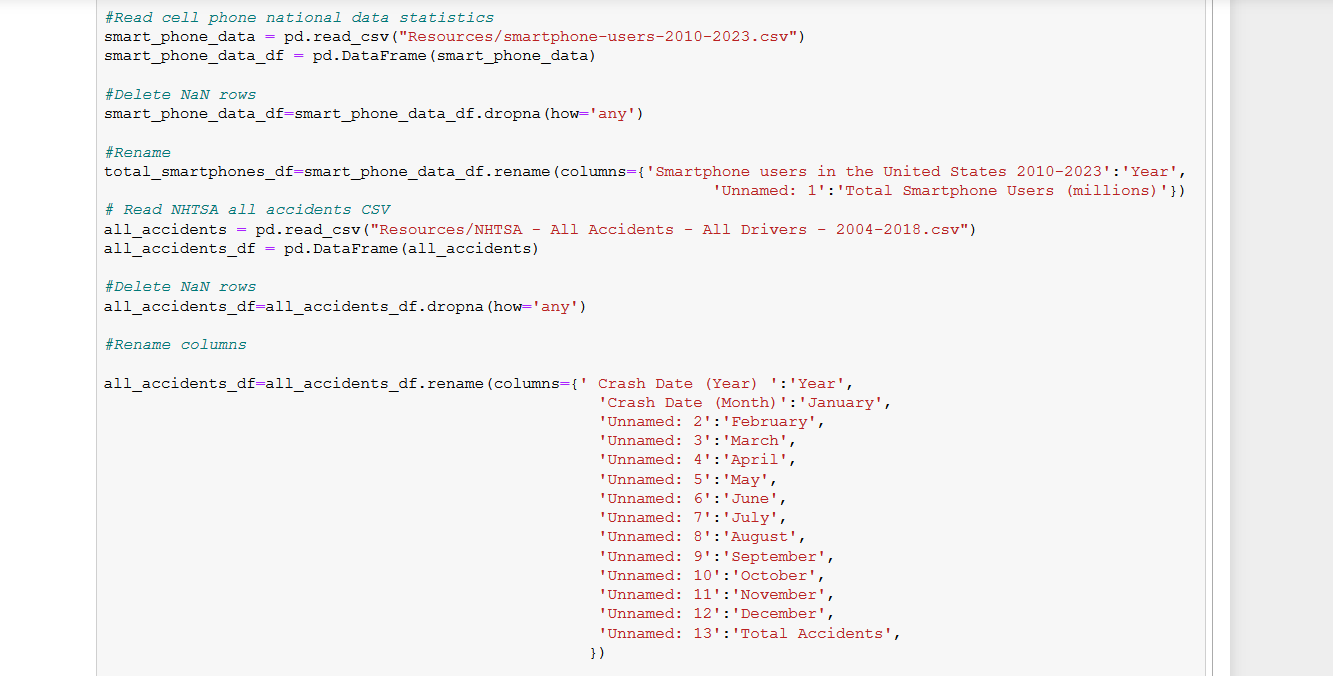 #Read cell phone national data statistics
smart_phone_data = pd.read_csv("Resources/smartphone-users-2010-2023.csv")
smart_phone_data_df = pd.DataFrame(smart_phone_data)
#Delete NaN rows
smart_phone_data_df=smart_phone_data_df.dropna(how='any')
#Rename
total_smartphones_df=smart_phone_data_df.rename(columns={'Smartphone users in the United States 2010-2023':'Year',
'Unnamed: 1':'Total Smartphone Users (millions)'})
# Read NHTSA all accidents CSV
all_accidents = pd.read_csv("Resources/NHTSA - All Accidents - All Drivers - 2004-2018.csv")
all_accidents_df = pd.DataFrame(all_accidents)
#Delete NaN rows
all_accidents_df=all_accidents_df.dropna(how='any')
#Rename columns
all_accidents_df=all_accidents_df.rename(columns={' Crash Date (Year) ':'Year',
'Crash Date (Month)':'January',
'Unnamed: 2':'February',
'Unnamed: 3':'March',
'Unnamed: 4':'April',
'Unnamed: 5':'May',
'Unnamed: 6':'June',
'Unnamed: 7':'July',
'Unnamed: 8':'August',
'Unnamed: 9':'September',
'Unnamed: 10':'October',
'Unnamed: 11':'November',
'Unnamed: 12':'December',
'Unnamed: 13':'Total Accidents',
})